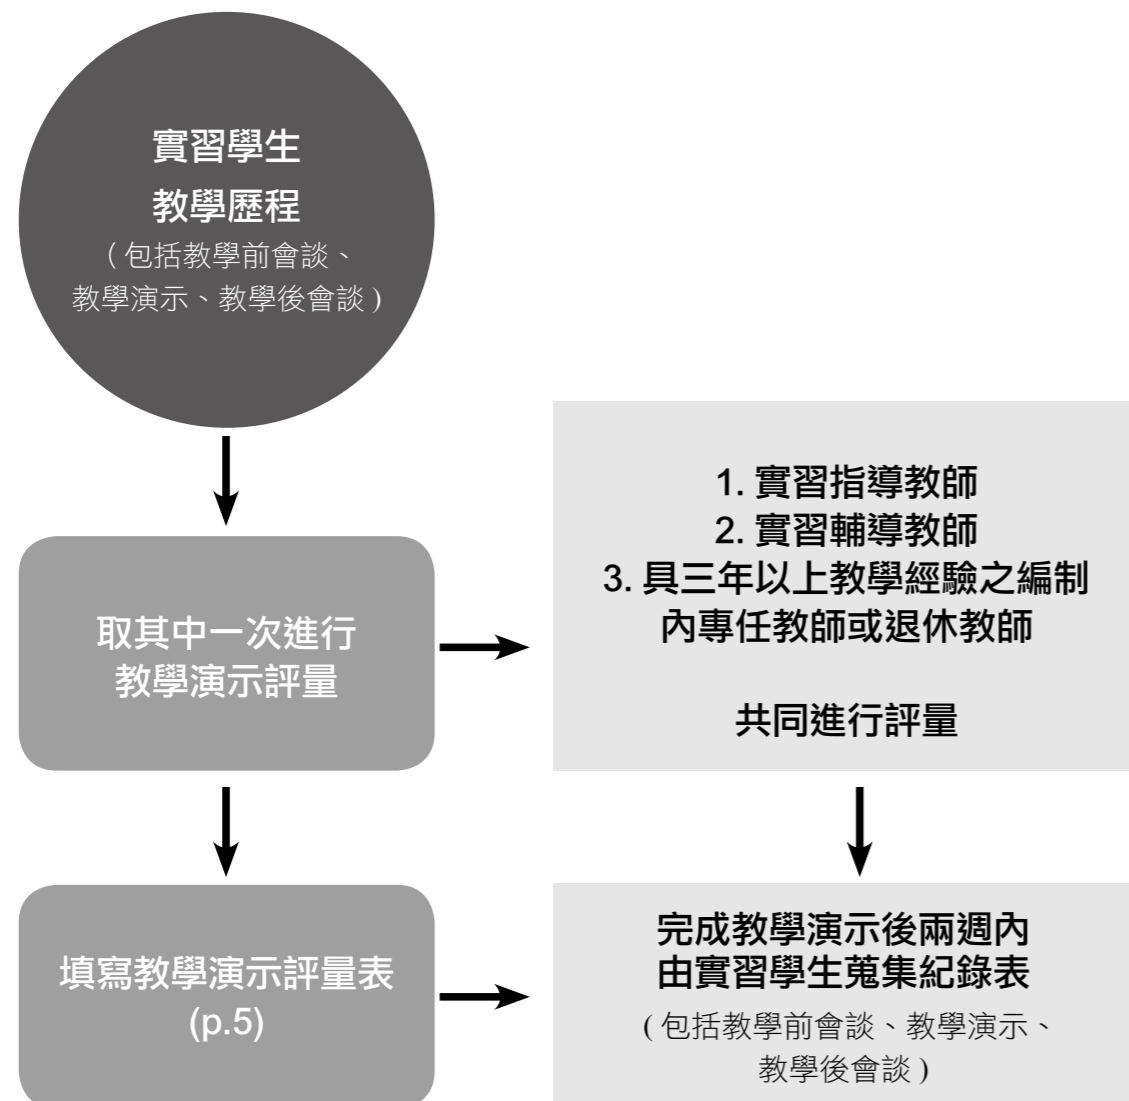 實習學生
教學歷程
（包括教學前會談、
教學演示、教學後會談)
取其中一次進行
教學演示評量
1. 實習指導教師
2. 實習輔導教師
3. 具三年以上教學經驗之編制
內專任教師或退休教師
共同進行評量
填寫教學演示評量表
(p.5)
完成教學演示後兩週內
由實習學生蒐集紀錄表
(包括教學前會談、教學演示、
教學後會談)